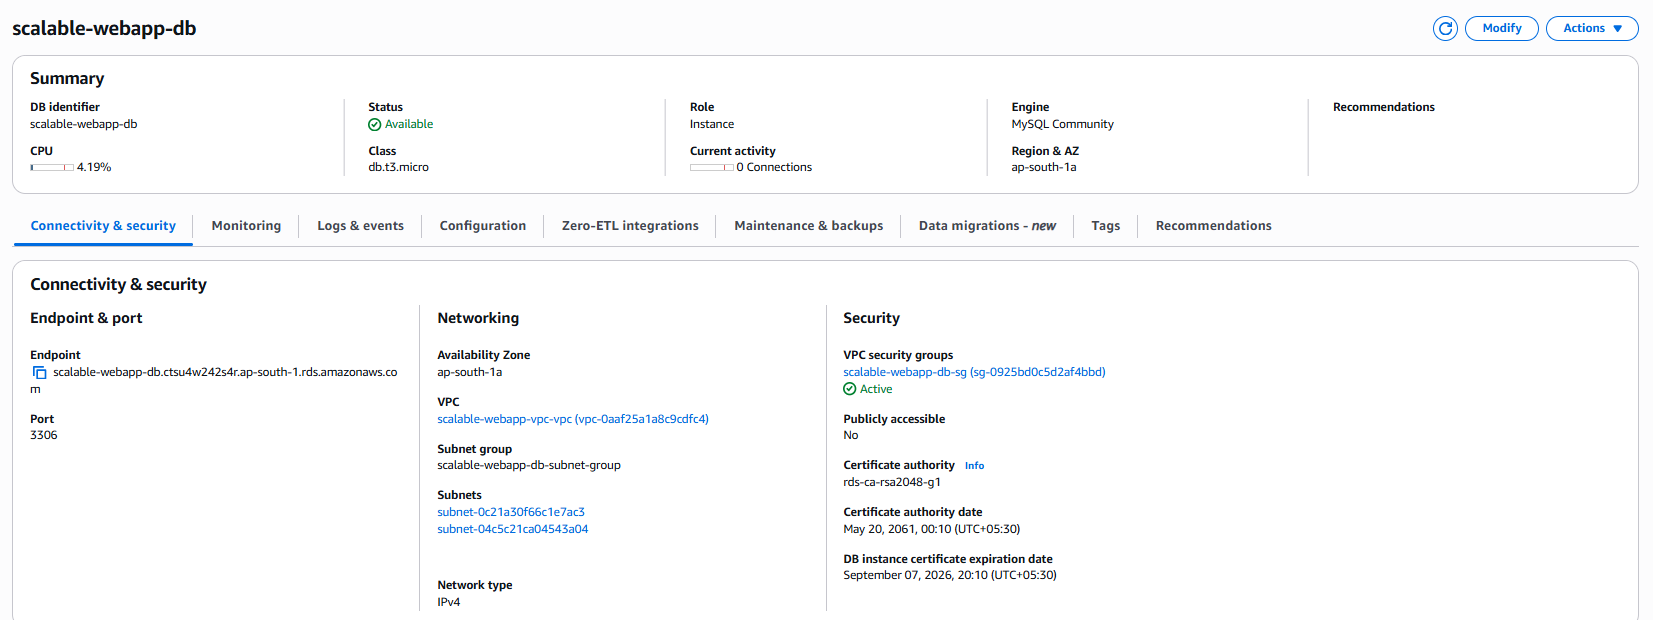 scalable-webapp-db
Modify
Actions
Summary
DB identifier
scalable-webapp-db
CPU
4.19%
Status
Available
Class
db.t3.micro
Role
Instance
Current activity
0 Connections
Engine
MySQL Community
Region & AZ
ap-south-1a
Recommendations
Connectivity & security
Monitoring
Logs & events
Configuration
Zero-ETL integrations
Maintenance & backups
Data migrations - new
Tags
Recommendations
Connectivity & security
Endpoint & port
Endpoint
scalable-webapp-db.ctsu4w242s4r.ap-south-1.rds.amazonaws.co
m
Port
3306
Networking
Availability Zone
ap-south-1a
VPC
scalable-webapp-vpc-vpc (vpc-0aaf25a1a8c9cdfc4)
Subnet group
scalable-webapp-db-subnet-group
Subnets
subnet-0c21a30f66c1e7ac3
subnet-04c5c21ca04543a04
Network type
IPv4
Security
VPC security groups
scalable-webapp-db-sg (sg-0925bd0c5d2af4bbd)
Active
Publicly accessible
No
Certificate authority Info
rds-ca-rsa2048-g1
Certificate authority date
May 20, 2061, 00:10 (UTC+05:30)
DB instance certificate expiration date
September 07, 2026, 20:10 (UTC+05:30)